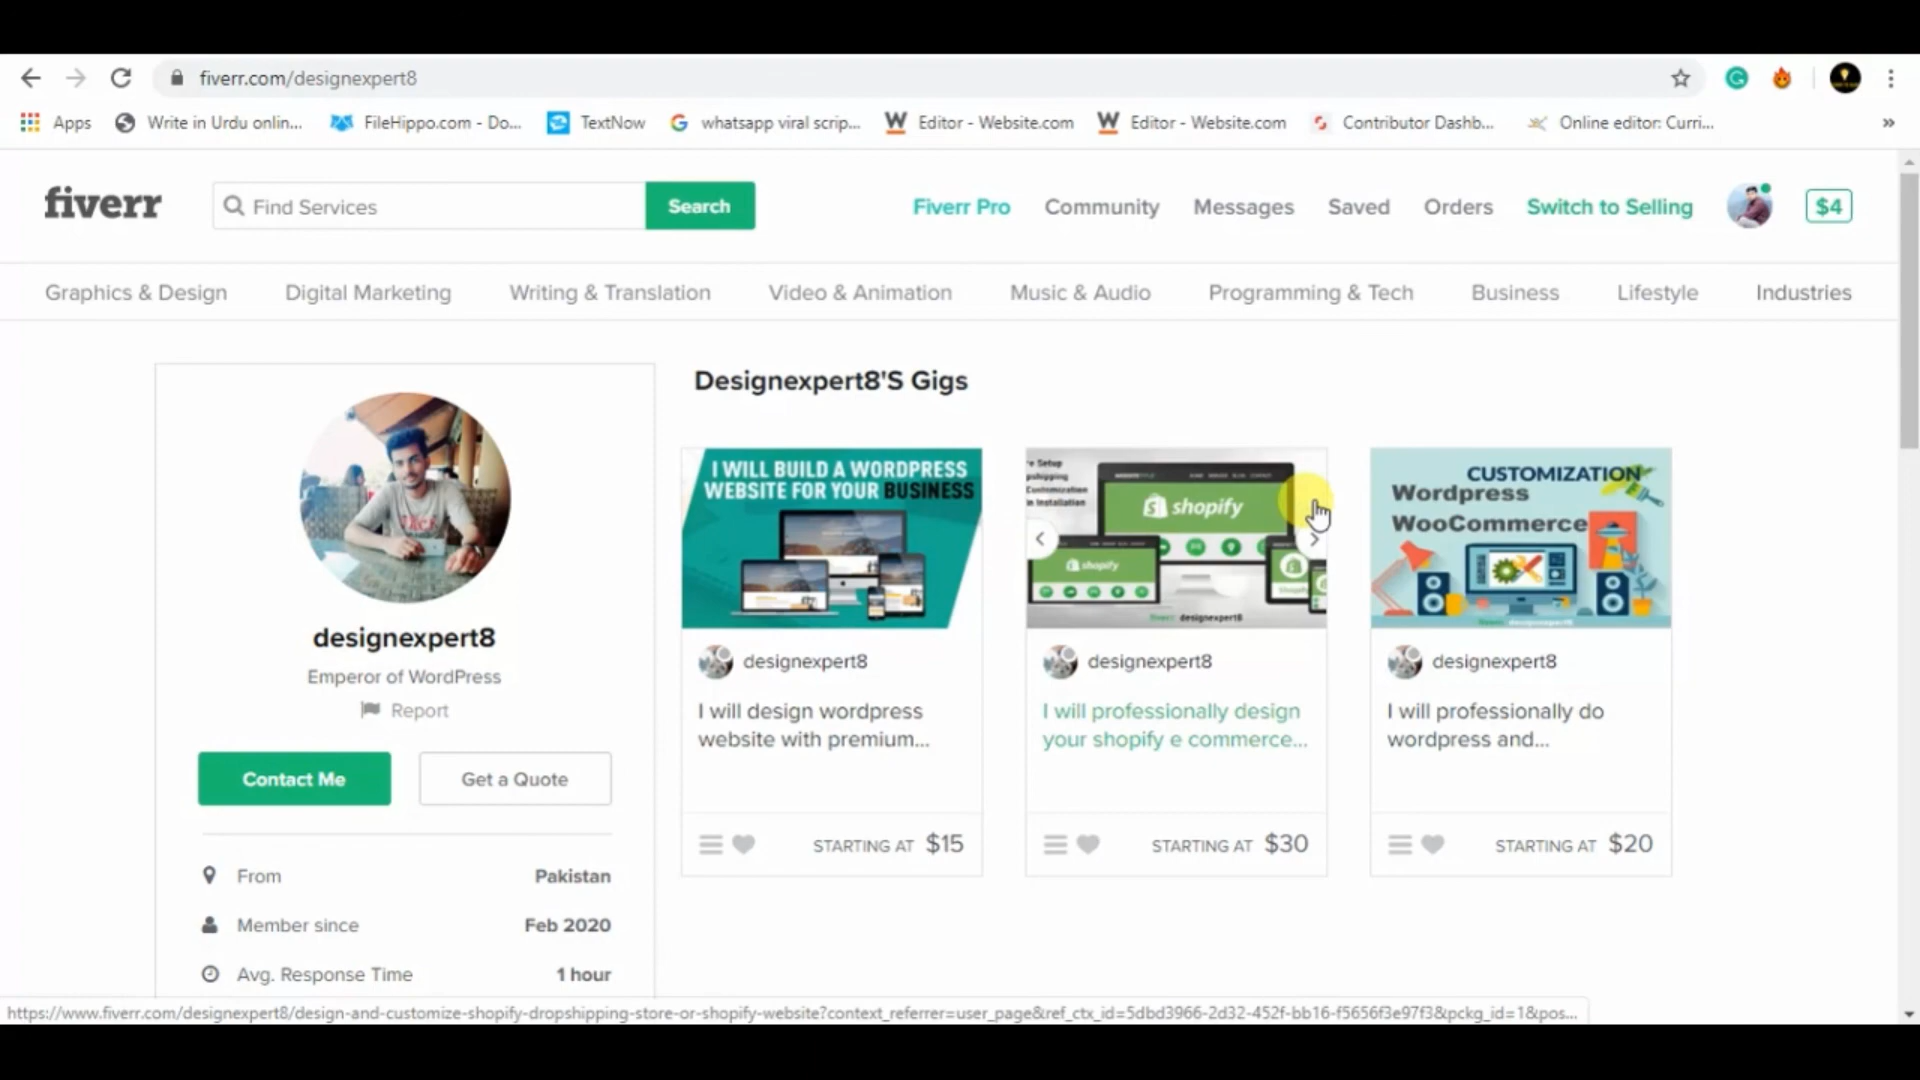 fiverr.com/designexpert8
Apps Write in Urdu onlin... FileHippo.com - Do... TextNow whatsapp viral scrip... Editor - Website.com Editor - Website.com Contributor Dashb... Online editor: Curri... »
fiverr Find Services Search Fiverr Pro Community Messages Saved Orders Switch to Selling $4
Graphics & Design Digital Marketing Writing & Translation Video & Animation Music & Audio Programming & Tech Business Lifestyle Industries
designexpert8
Emperor of WordPress
Report
Contact Me Get a Quote
From Pakistan
Member since Feb 2020
Avg. Response Time 1 hour
Designexpert8'S Gigs
I WILL BUILD A WORDPRESS
WEBSITE FOR YOUR BUSINESS
designexpert8
I will design wordpress
website with premium...
STARTING AT $15
e Setup
pshipping
Customization
n Installation
shopify
shopify
fiverr: designexpert8
designexpert8
I will professionally design
your shopify e commerce...
STARTING AT $30
CUSTOMIZATION
Wordpress
WooCommerce
designexpert8
I will professionally do
wordpress and...
STARTING AT $20
https://www.fiverr.com/designexpert8/design-and-customize-shopify-dropshipping-store-or-shopify-website?context_referrer=user_page&ref_ctx_id=5dbd3966-2d32-452f-bb16-f5656f3e97f3&pckg_id=1&pos...